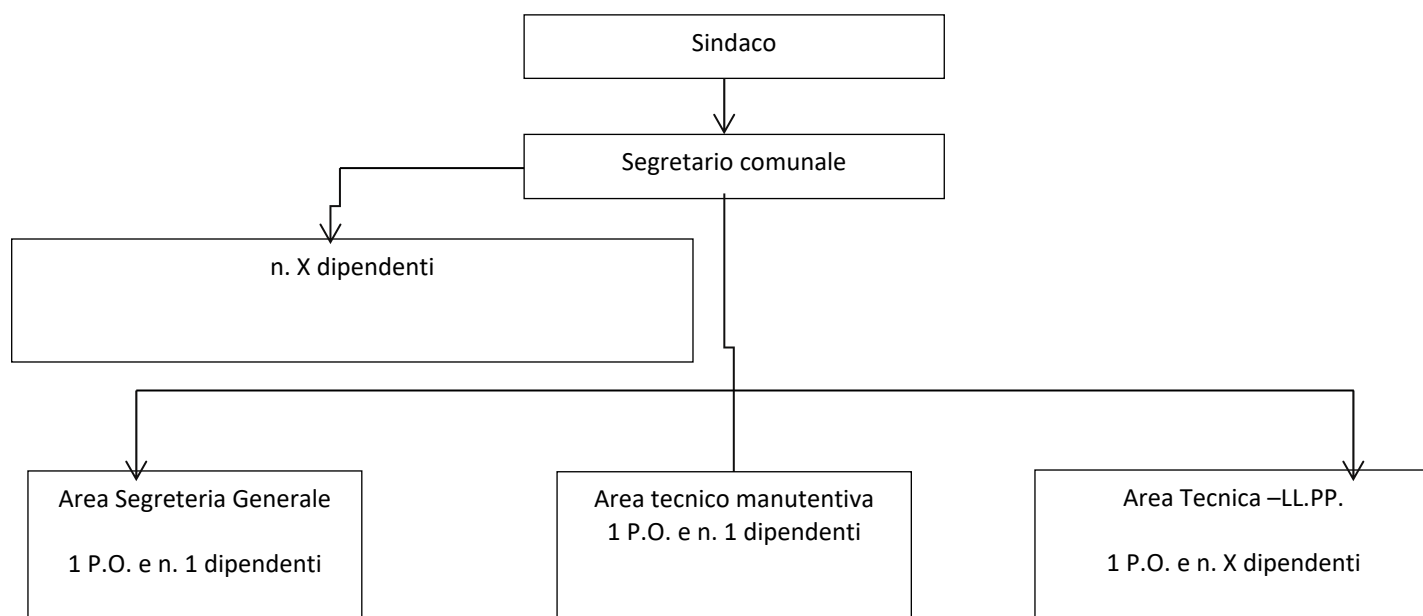 Sindaco
Segretario comunale
n. X dipendenti
Area Segreteria Generale
1 P.O. e n. 1 dipendenti
Area tecnico manutentiva
1 P.O. e n. 1 dipendenti
Area Tecnica –LL.PP.
1 P.O. e n. X dipendenti